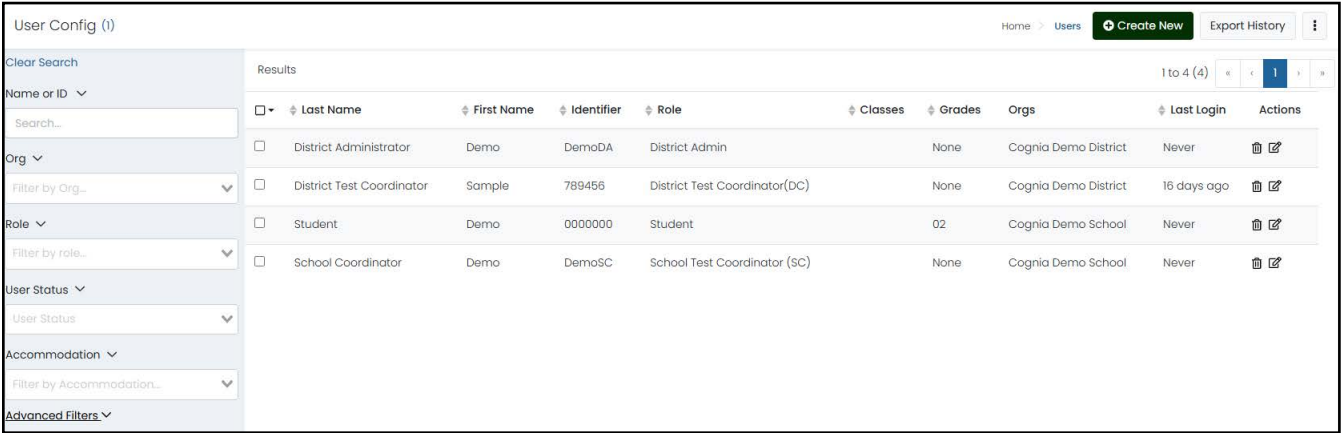 User Config (1)
Home > Users Create New Export History
Clear Search
Name or ID
Search...
Org
Filter by Org...
Role
Filter by role...
User Status
User Status
Accommodation
Filter by Accommodation...
Advanced Filters
Results 1 to 4 (4) « ‹ 1 › »
Last Name First Name Identifier Role Classes Grades Orgs Last Login Actions
District Administrator Demo DemoDA District Admin None Cognia Demo District Never
District Test Coordinator Sample 789456 District Test Coordinator(DC) None Cognia Demo District 16 days ago
Student Demo 0000000 Student 02 Cognia Demo School Never
School Coordinator Demo DemoSC School Test Coordinator (SC) None Cognia Demo School Never